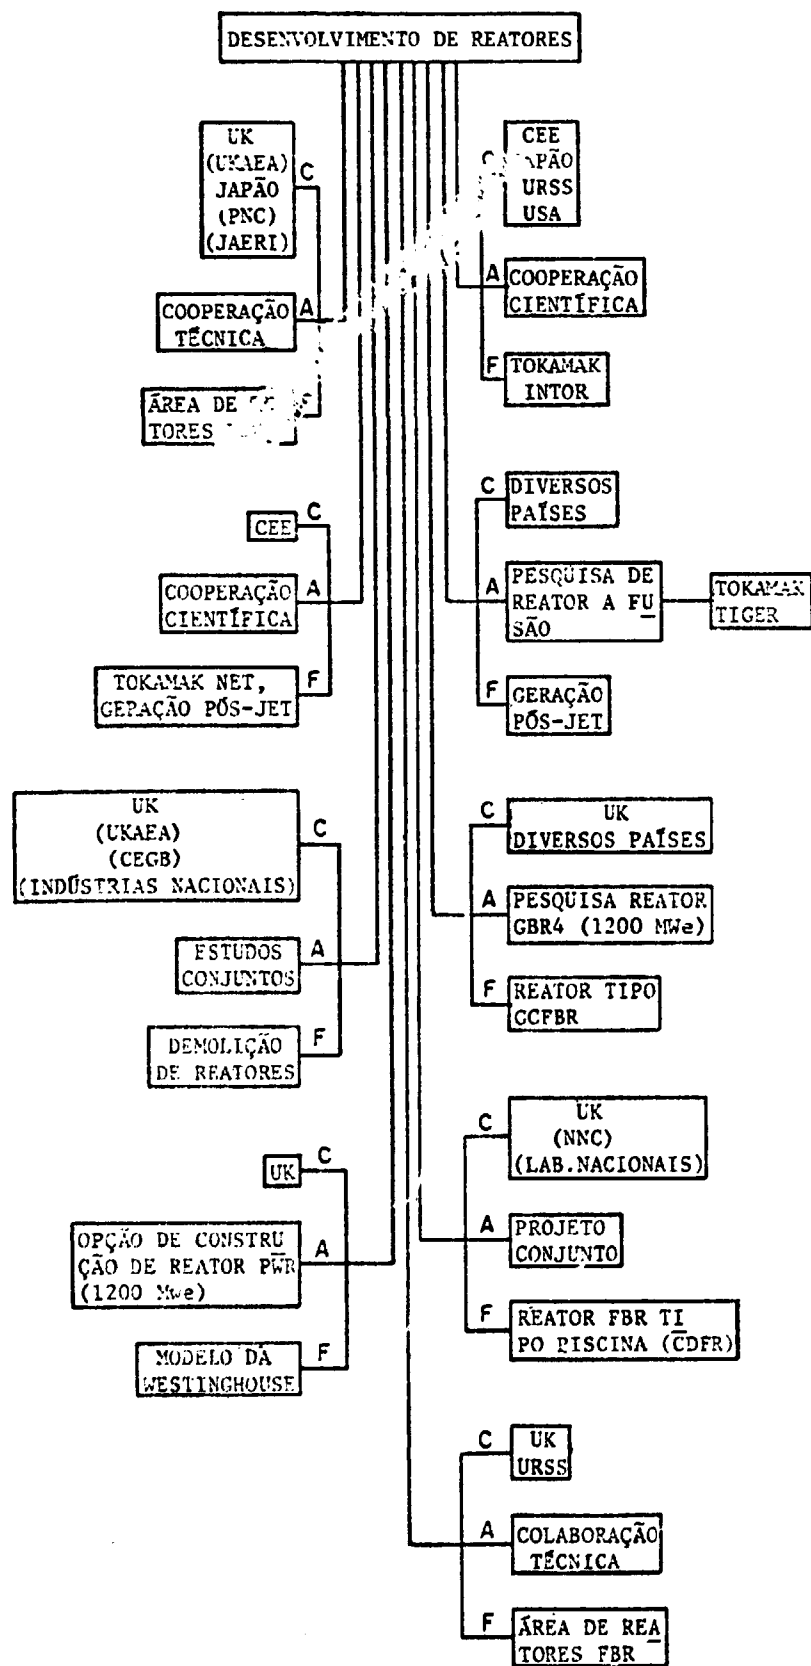 DESENVOLVIMENTO DE REATORES
UK
(UKAEA)
JAPÃO
(PNC)
(JAERI)
C
COOPERAÇÃO
TÉCNICA
A
ÁREA DE
TORES
F
CEE
C
COOPERAÇÃO
CIENTÍFICA
A
TOKAMAK NET,
GERAÇÃO PÓS-JET
F
UK
(UKAEA)
(CEGB)
(INDÚSTRIAS NACIONAIS)
C
ESTUDOS
CONJUNTOS
A
DEMOLIÇÃO
DE REATORES
F
UK
C
OPÇÃO DE CONSTRU
ÇÃO DE REATOR PWR
(1200 Mwe)
A
MODELO DA
WESTINGHOUSE
F
C
CEE
JAPÃO
URSS
USA
A
COOPERAÇÃO
CIENTÍFICA
F
TOKAMAK
INTOR
C
DIVERSOS
PAÍSES
A
PESQUISA DE
REATOR A FU
SÃO
TOKAMAK
TIGER
F
GERAÇÃO
PÓS-JET
C
UK
DIVERSOS PAÍSES
A
PESQUISA REATOR
GBR4 (1200 MWe)
F
REATOR TIPO
GCFBR
C
UK
(NNC)
(LAB.NACIONAIS)
A
PROJETO
CONJUNTO
F
REATOR FBR TI
PO PISCINA (CDFR)
C
UK
URSS
A
COLABORAÇÃO
TÉCNICA
F
ÁREA DE REA
TORES FBR